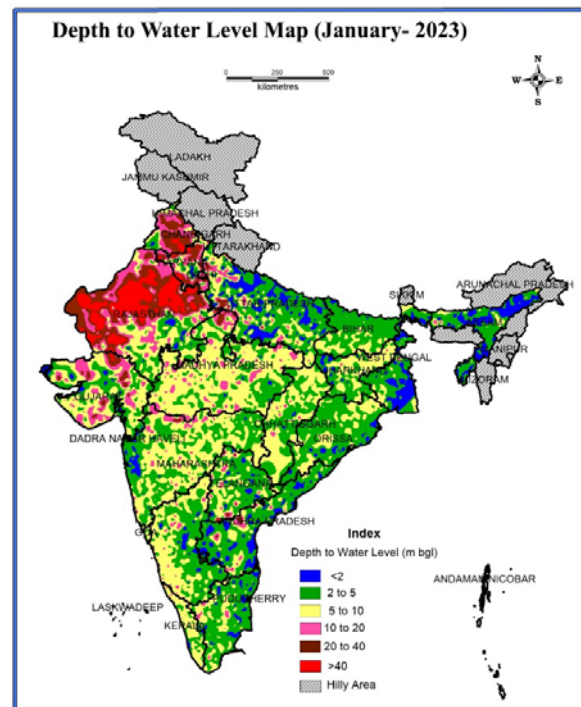 Depth to Water Level Map (January- 2023)
N
W E
S
0 250 500
kilometres
LADAKH
JAMMU KASHMIR
HIMACHAL PRADESH
CHANDIGARH
UTTARAKHAND
ARUNACHAL PRADESH
SIKKIM
RAJASTHAN
BIHAR
MANIPUR
WEST BENGAL
JHARKHAND
MIZORAM
MADHYA PRADESH
GUJARAT
CHHATTISGARH
DADRA NAGAR HAVELI
ORISSA
MAHARASHTRA
TELANGANA
ANDHRA PRADESH
Index
Depth to Water Level (m bgl)
<2
2 to 5
5 to 10
10 to 20
20 to 40
>40
Hilly Area
ANDAMAN NICOBAR
PUDUCHERRY
LASKWADEEP
KERALA